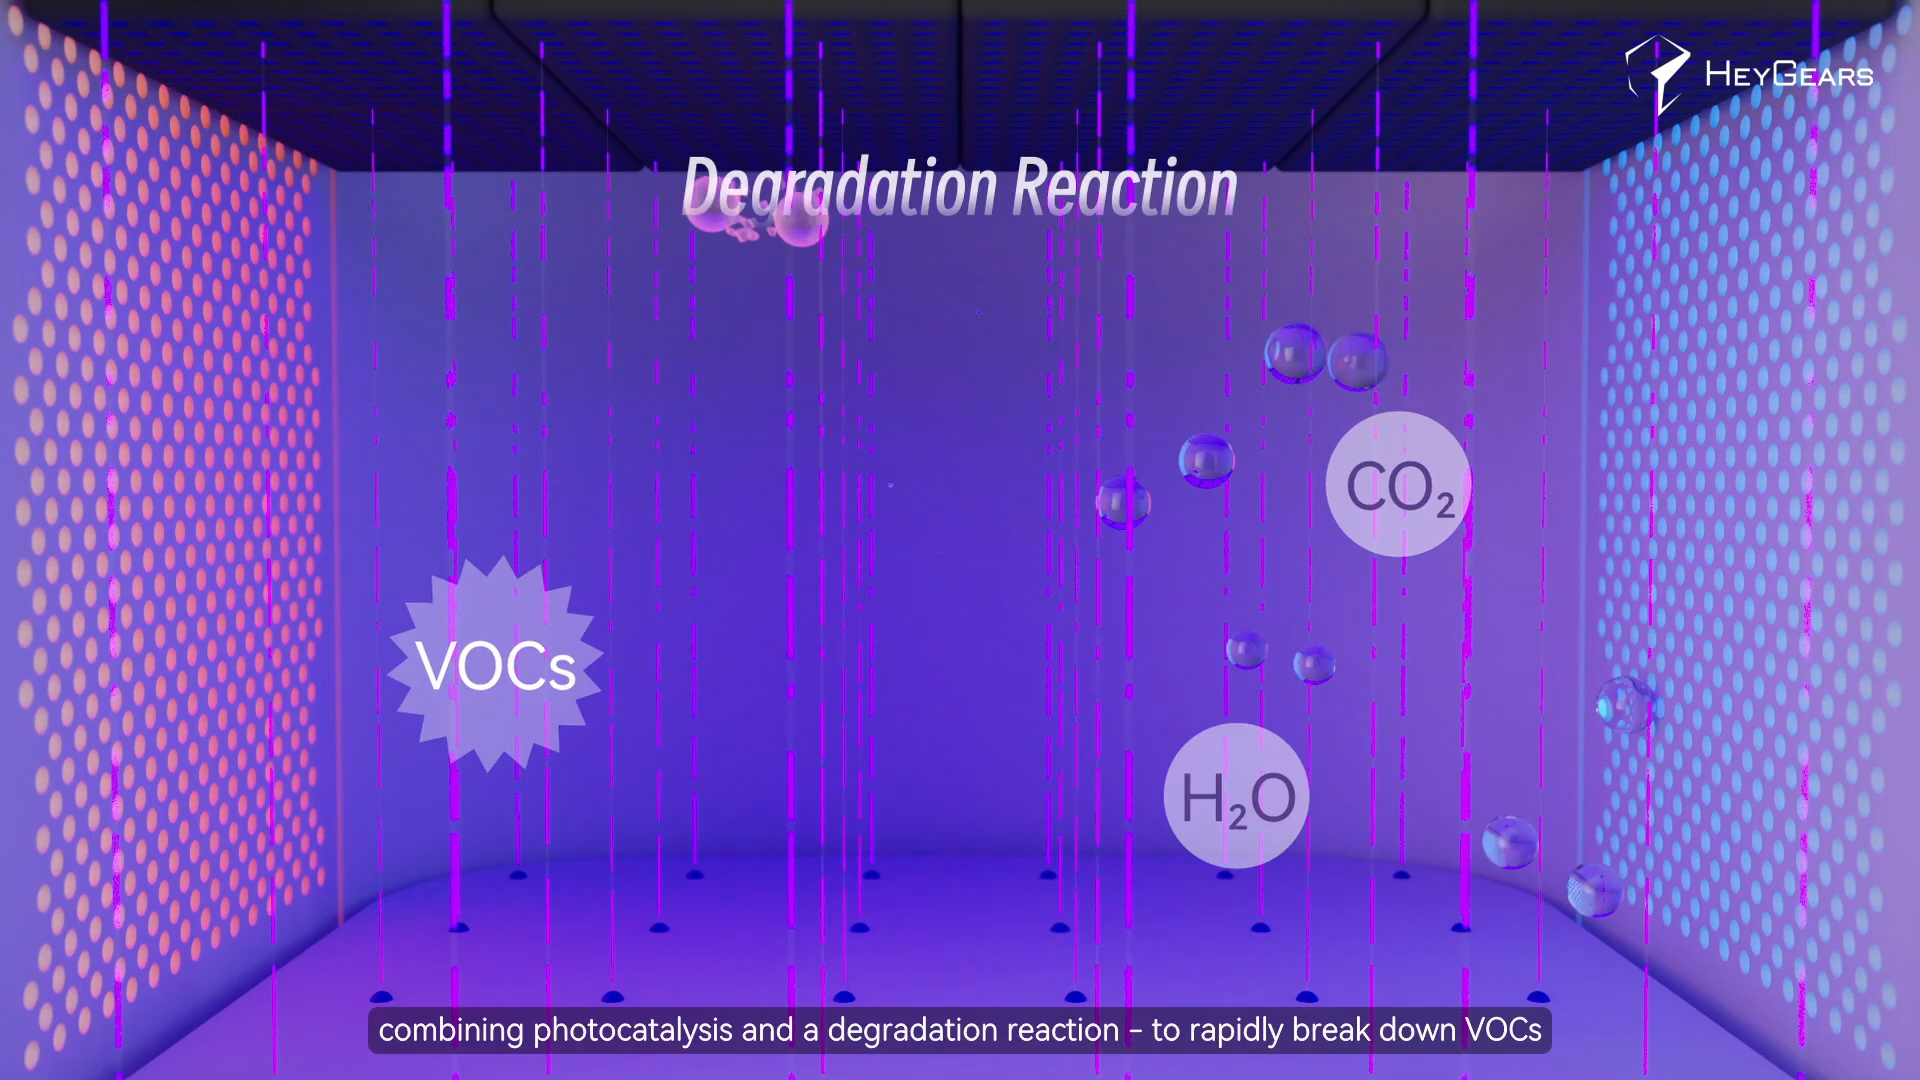 HEYGEARS
Degradation Reaction
CO₂
VOCs
H₂O
combining photocatalysis and a degradation reaction – to rapidly break down VOCs